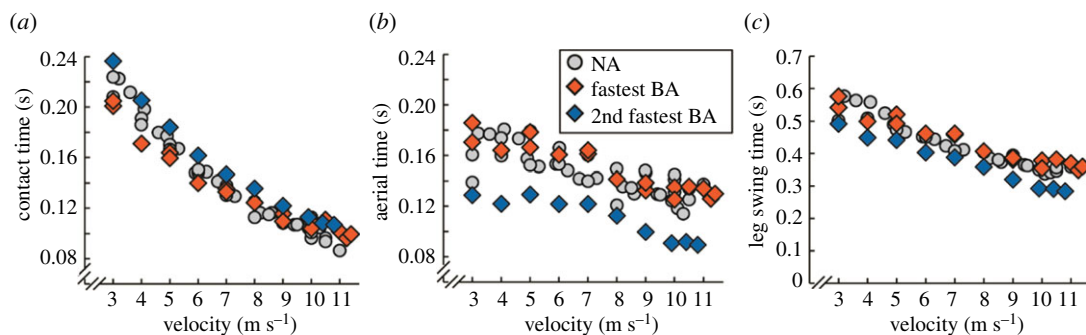 (a)
(b)
(c)
0.24
0.20
0.16
0.12
0.08
contact time (s)
3 4 5 6 7 8 9 10 11
velocity (m s⁻¹)
0.24
0.20
0.16
0.12
0.08
aerial time (s)
NA
fastest BA
2nd fastest BA
3 4 5 6 7 8 9 10 11
velocity (m s⁻¹)
0.7
0.6
0.5
0.4
0.3
0.2
0.1
0
leg swing time (s)
3 4 5 6 7 8 9 10 11
velocity (m s⁻¹)